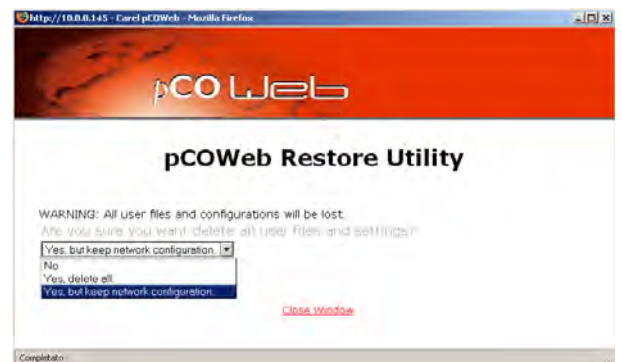 http://10.0.0.145 - Carel pCOWeb - Mozilla Firefox
pCO Web
pCOWeb Restore Utility
WARNING: All user files and configurations will be lost.
Are you sure you want delete all user files and settings?
Yes, but keep network configuration.
No
Yes, delete all.
Yes, but keep network configuration.
Close Window
Completato